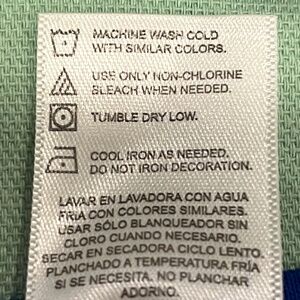 MACHINE WASH COLD
WITH SIMILAR COLORS.
USE ONLY NON-CHLORINE
BLEACH WHEN NEEDED.
TUMBLE DRY LOW.
COOL IRON AS NEEDED.
DO NOT IRON DECORATION.
LAVAR EN LAVADORA CON AGUA
FRIA CON COLORES SIMILARES.
USAR SÓLO BLANQUEADOR SIN
CLORO CUANDO NECESARIO.
SECAR EN SECADORA CICLO LENTO.
PLANCHADO A TEMPERATURA FRÍA
SI SE NECESITA. NO PLANCHAR
ADORNO.